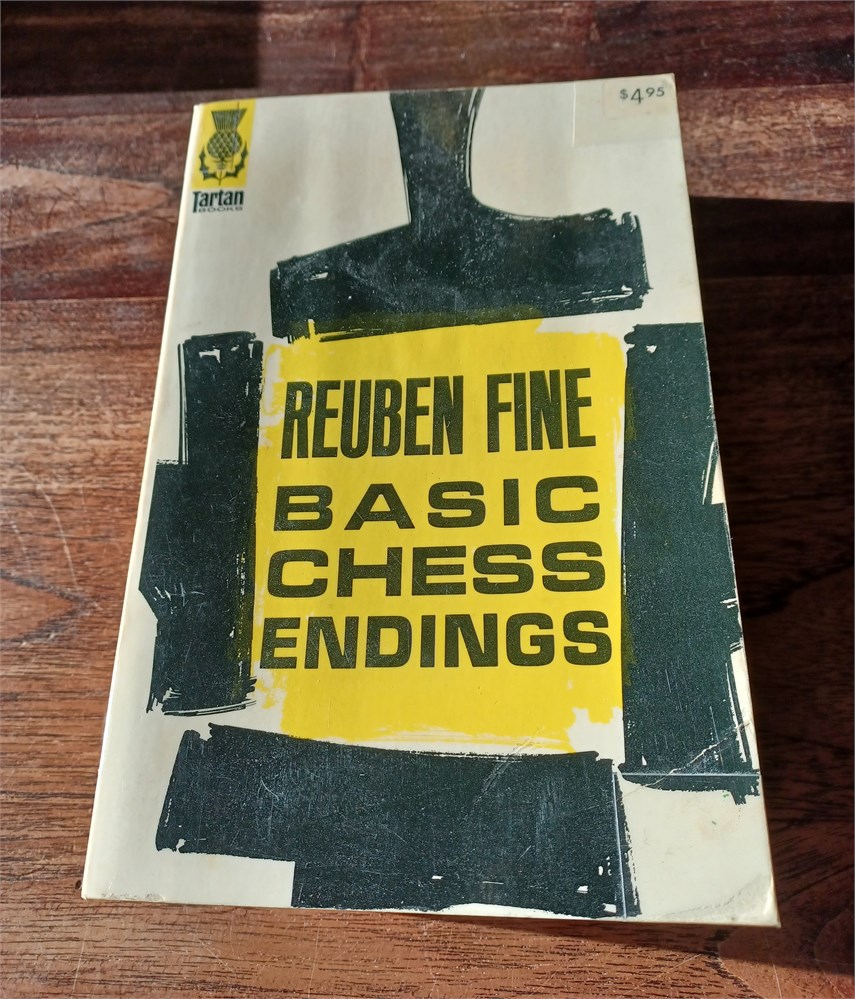 $4.95
Tartan
BOOKS
REUBEN FINE
BASIC
CHESS
ENDINGS